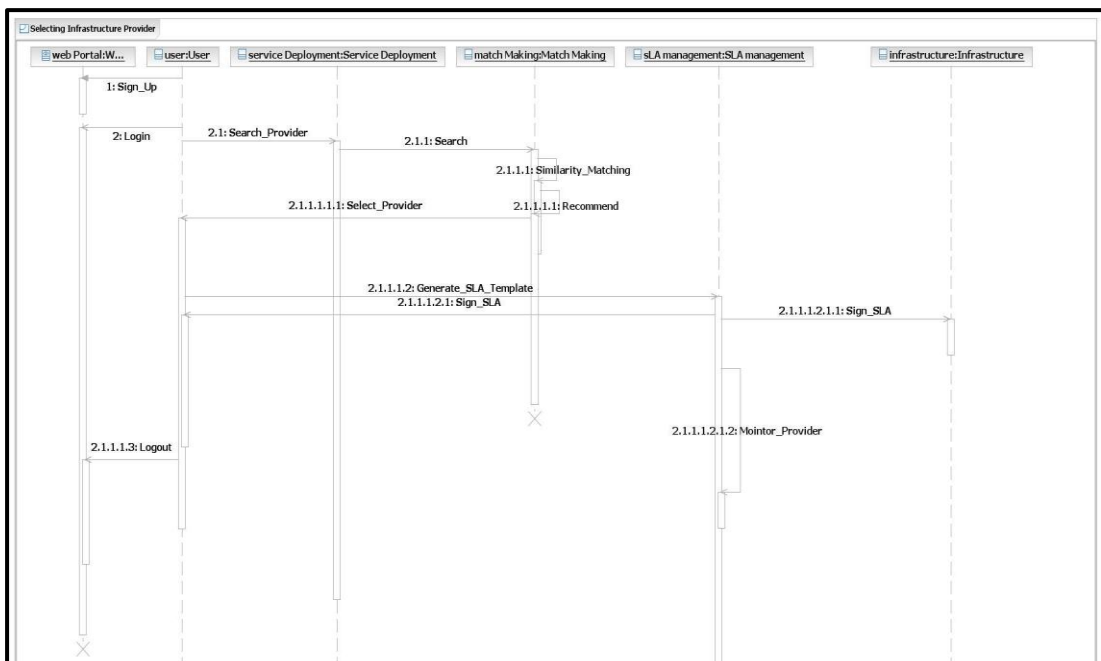 Selecting Infrastructure Provider
web Portal:W...
user:User
service Deployment:Service Deployment
match Making:Match Making
sLA management:SLA management
infrastructure:Infrastructure
1: Sign_Up
2: Login
2.1: Search_Provider
2.1.1: Search
2.1.1.1: Similarity_Matching
2.1.1.1.1: Recommend
2.1.1.1.1.1: Select_Provider
2.1.1.1.2: Generate_SLA_Template
2.1.1.1.2.1: Sign_SLA
2.1.1.1.2.1.1: Sign_SLA
2.1.1.1.2.1.2: Mointor_Provider
2.1.1.1.3: Logout